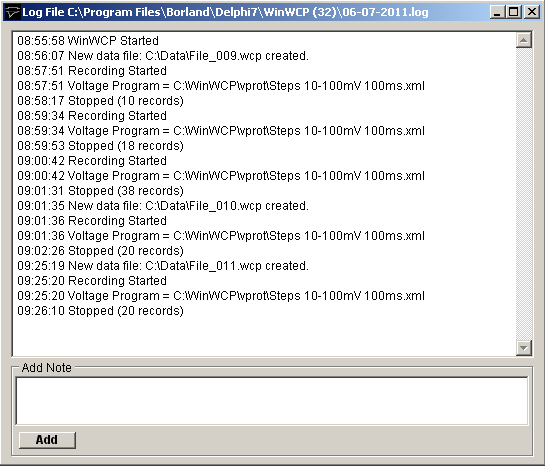 Log File C:\Program Files\Borland\Delphi7\WinWCP (32)\06-07-2011.log
08:55:58 WinWCP Started
08:56:07 New data file: C:\Data\File_009.wcp created.
08:57:51 Recording Started
08:57:51 Voltage Program = C:\WinWCP\vprot\Steps 10-100mV 100ms.xml
08:58:17 Stopped (10 records)
08:59:34 Recording Started
08:59:34 Voltage Program = C:\WinWCP\vprot\Steps 10-100mV 100ms.xml
08:59:53 Stopped (18 records)
09:00:42 Recording Started
09:00:42 Voltage Program = C:\WinWCP\vprot\Steps 10-100mV 100ms.xml
09:01:31 Stopped (38 records)
09:01:35 New data file: C:\Data\File_010.wcp created.
09:01:36 Recording Started
09:01:36 Voltage Program = C:\WinWCP\vprot\Steps 10-100mV 100ms.xml
09:02:26 Stopped (20 records)
09:25:19 New data file: C:\Data\File_011.wcp created.
09:25:20 Recording Started
09:25:20 Voltage Program = C:\WinWCP\vprot\Steps 10-100mV 100ms.xml
09:26:10 Stopped (20 records)
Add Note
Add